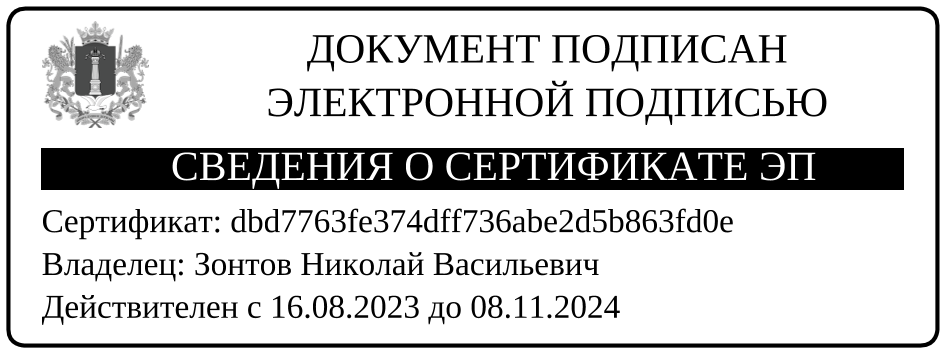 ДОКУМЕНТ ПОДПИСАН
ЭЛЕКТРОННОЙ ПОДПИСЬЮ
СВЕДЕНИЯ О СЕРТИФИКАТЕ ЭП
Сертификат: dbd7763fe374dff736abe2d5b863fd0e
Владелец: Зонтов Николай Васильевич
Действителен с 16.08.2023 до 08.11.2024